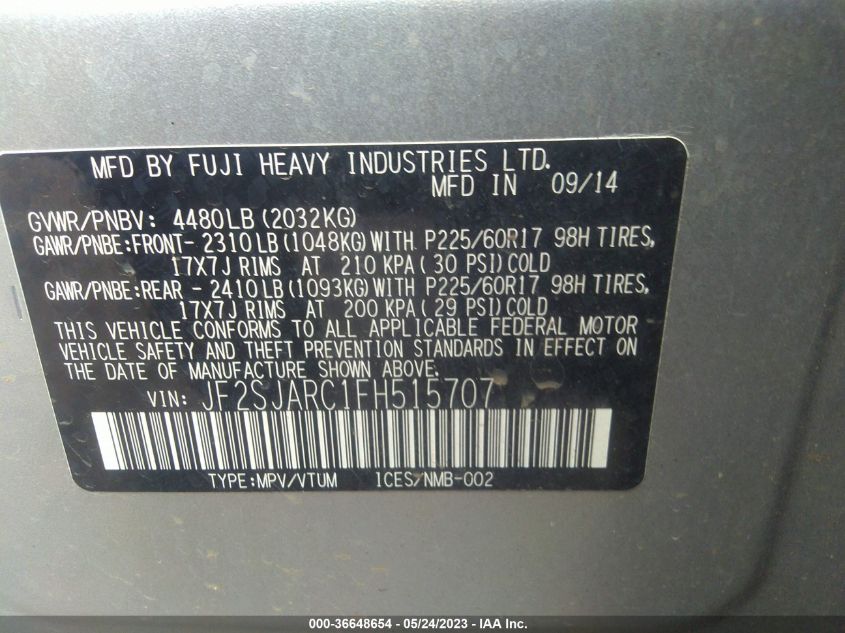 MFD BY FUJI HEAVY INDUSTRIES LTD.
MFD IN 09/14
GVWR/PNBV: 4480LB (2032KG)
GAWR/PNBE:FRONT- 2310LB (1048KG) WITH P225/60R17 98H TIRES,
17X7J RIMS AT 210 KPA( 30 PSI) COLD
GAWR/PNBE:REAR - 2410LB (1093KG) WITH P225/60R17 98H TIRES,
17X7J RIMS AT 200 KPA( 29 PSI) COLD
THIS VEHICLE CONFORMS TO ALL APPLICABLE FEDERAL MOTOR
VEHICLE SAFETY AND THEFT PREVENTION STANDARDS IN EFFECT ON
THE DATE OF MANUFACTURE SHOWN ABOVE.
VIN: JF2SJARC1FH515707
TYPE:MPV/VTUM ICES/NMB-002
000-36648654 - 05/24/2023 - IAA Inc.